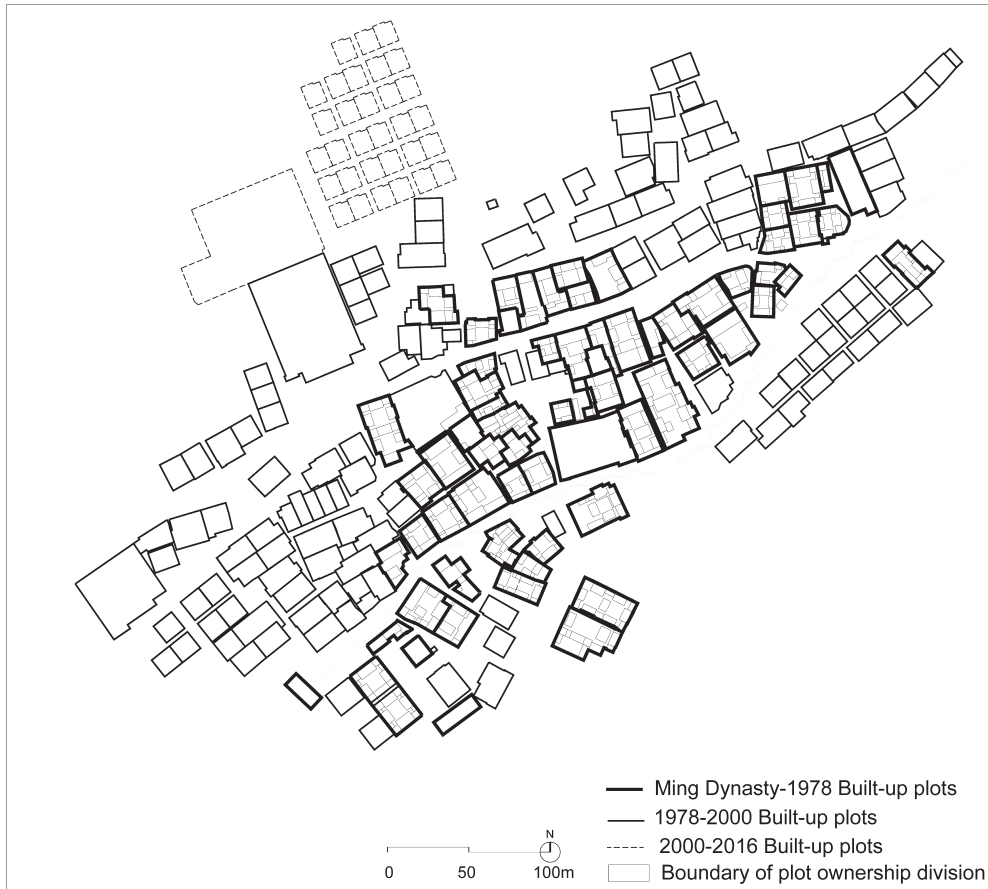 Ming Dynasty-1978 Built-up plots
1978-2000 Built-up plots
2000-2016 Built-up plots
Boundary of plot ownership division
N
0 50 100m